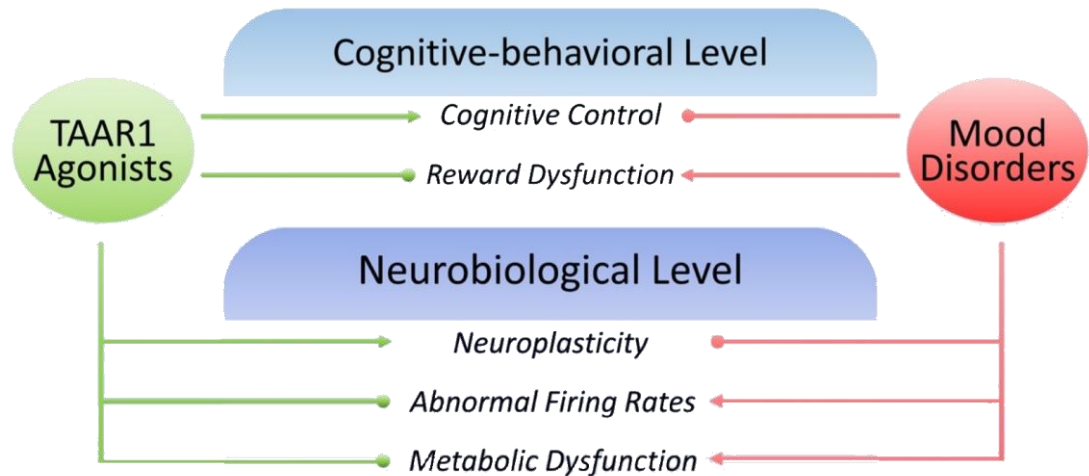 Cognitive-behavioral Level
TAAR1
Agonists
Cognitive Control
Reward Dysfunction
Mood
Disorders
Neurobiological Level
Neuroplasticity
Abnormal Firing Rates
Metabolic Dysfunction